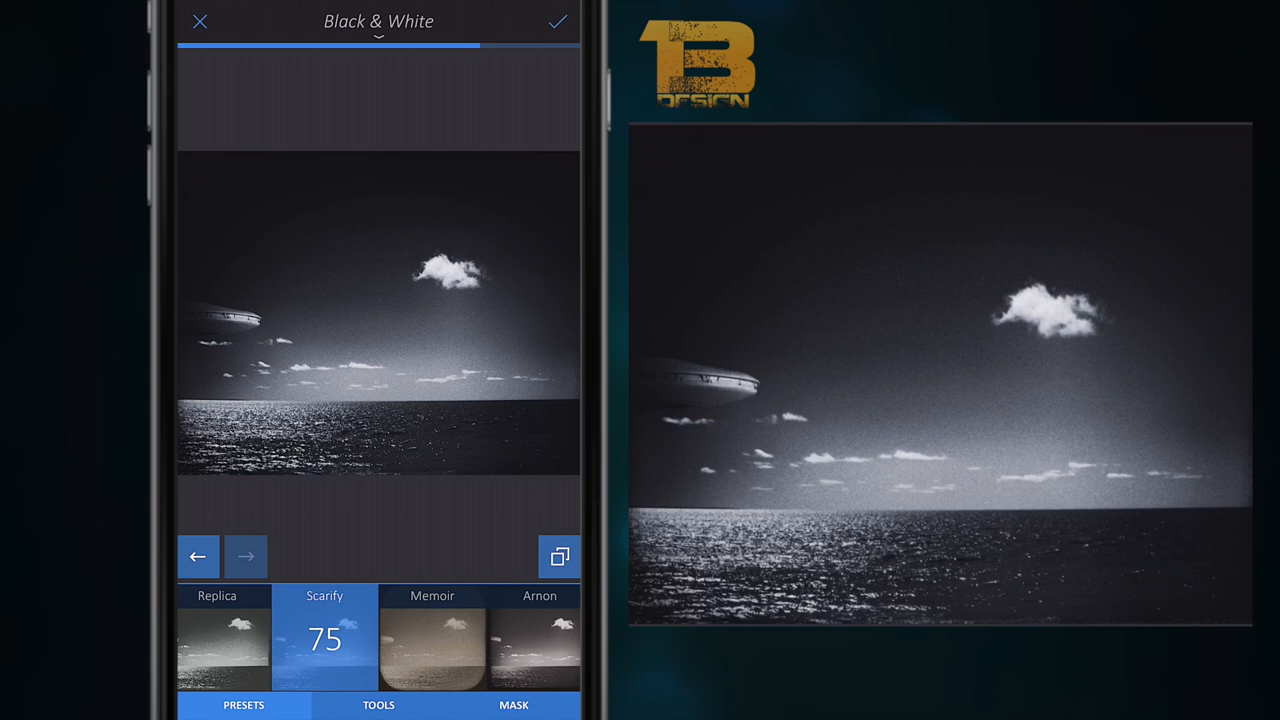 Black & White
13
DESIGN
Replica
Scarify
Memoir
Arnon
75
PRESETS
TOOLS
MASK